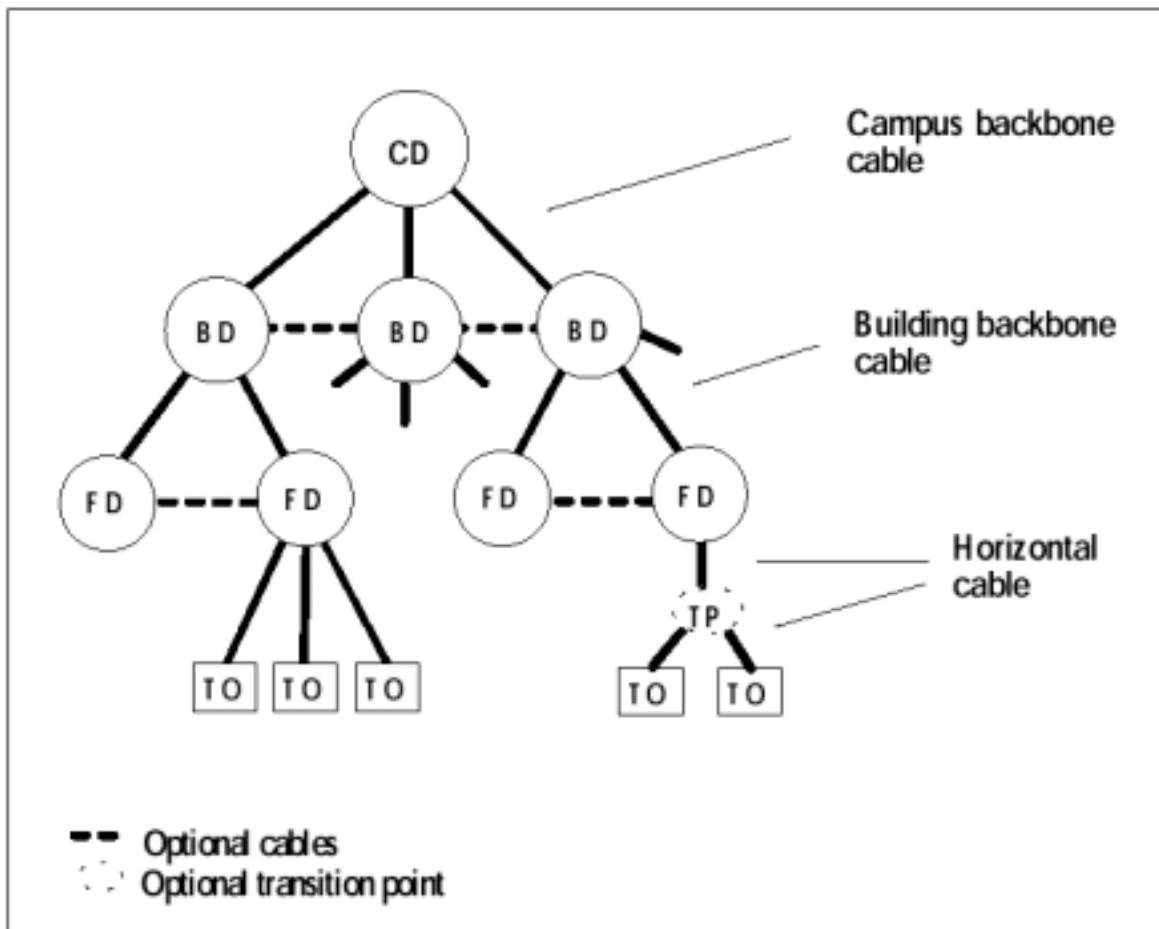 CD
Campus backbone
cable
BD BD BD
Building backbone
cable
FD FD FD FD
Horizontal
cable
TP
TO TO TO TO TO
Optional cables
Optional transition point